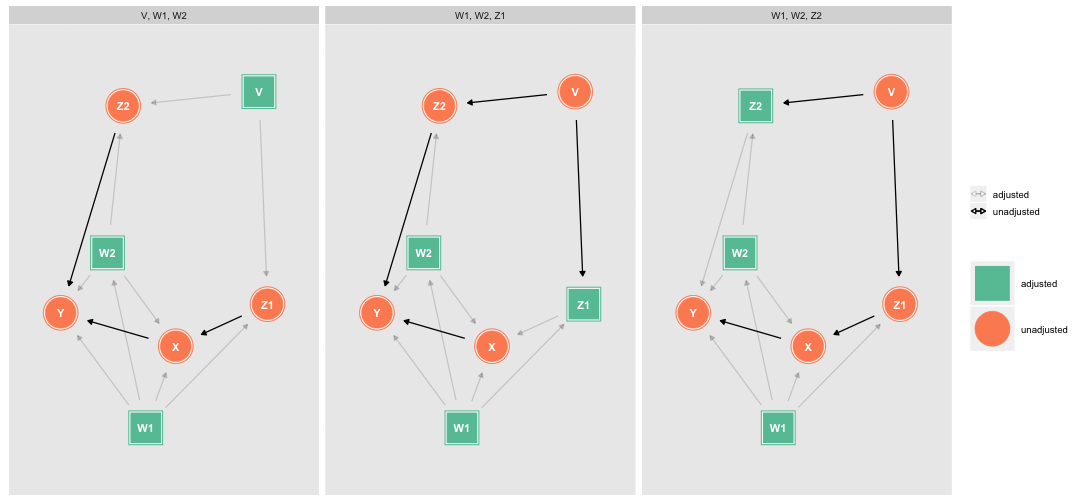 V, W1, W2
W1, W2, Z1
W1, W2, Z2
Z2
V
W2
Y
Z1
X
W1
Z2
V
W2
Y
Z1
X
W1
Z2
V
W2
Y
Z1
X
W1
adjusted
unadjusted
adjusted
unadjusted